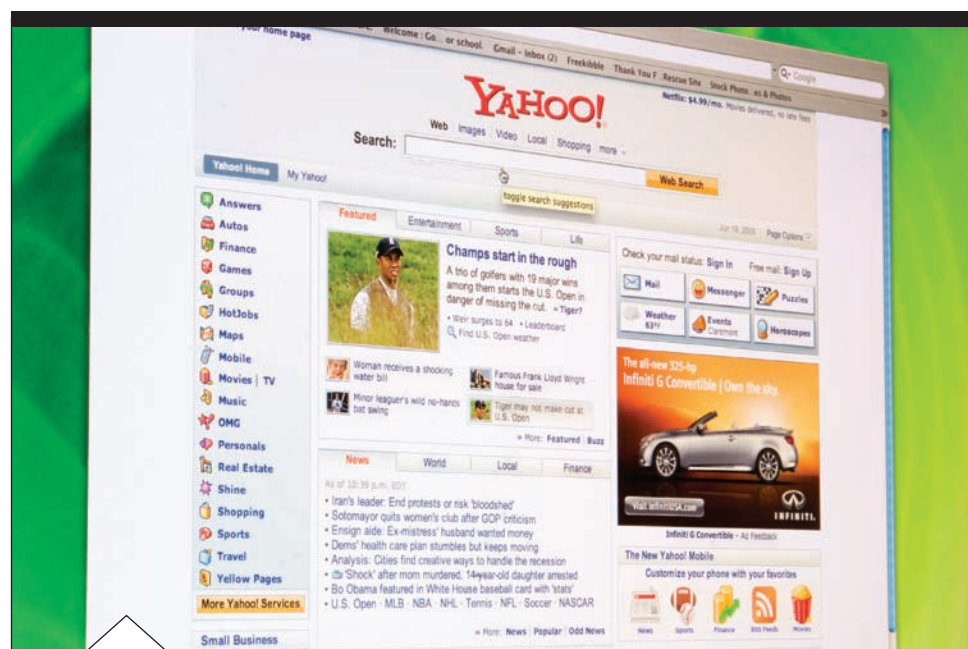 your home page
Welcome : Go... or school.
Gmail - Inbox (2)
Freekibble
Thank You F...Rescue Site
Stock Photo...es & Photos
Q- Google
YAHOO!
Netflix: $4.99/mo. Movies delivered, no late fees
Web Images Video Local Shopping more
Search:
Web Search
toggle search suggestions
Yahoo! Home My Yahoo!
Jun 19, 2009 Page Options
Answers
Autos
Finance
Games
Groups
HotJobs
Maps
Mobile
Movies | TV
Music
OMG
Personals
Real Estate
Shine
Shopping
Sports
Travel
Yellow Pages
More Yahoo! Services
Small Business
Featured Entertainment Sports Life
Champs start in the rough
A trio of golfers with 19 major wins
among them starts the U.S. Open in
danger of missing the cut. » Tiger?
• Weir surges to 64 • Leaderboard
Find U.S. Open weather
Woman receives a shocking
water bill
Famous Frank Lloyd Wright
house for sale
Minor leaguer's wild no-hands
bat swing
Tiger may not make cut at
U.S. Open
» More: Featured | Buzz
News World Local Finance
As of 10:39 p.m. EDT
• Iran's leader: End protests or risk 'bloodshed'
• Sotomayor quits women's club after GOP criticism
• Ensign aide: Ex-mistress' husband wanted money
• Dems' health care plan stumbles but keeps moving
• Analysis: Cities find creative ways to handle the recession
• 'Shock' after mom murdered, 14-year-old daughter arrested
• Bo Obama featured in White House baseball card with 'stats'
• U.S. Open · MLB · NBA · NHL · Tennis · NFL · Soccer · NASCAR
» More: News | Popular | Odd News
Check your mail status: Sign In Free mail: Sign Up
Mail Messenger Puzzles
Weather
63°F
Events
Claremont
Horoscopes
The all-new 325-hp
Infiniti G Convertible | Own the sky.
Visit InfinitiUSA.com
INFINITI.
Infiniti G Convertible - Ad Feedback
The New Yahoo! Mobile
Customize your phone with your favorites
News Sports Finance RSS Feeds Movies